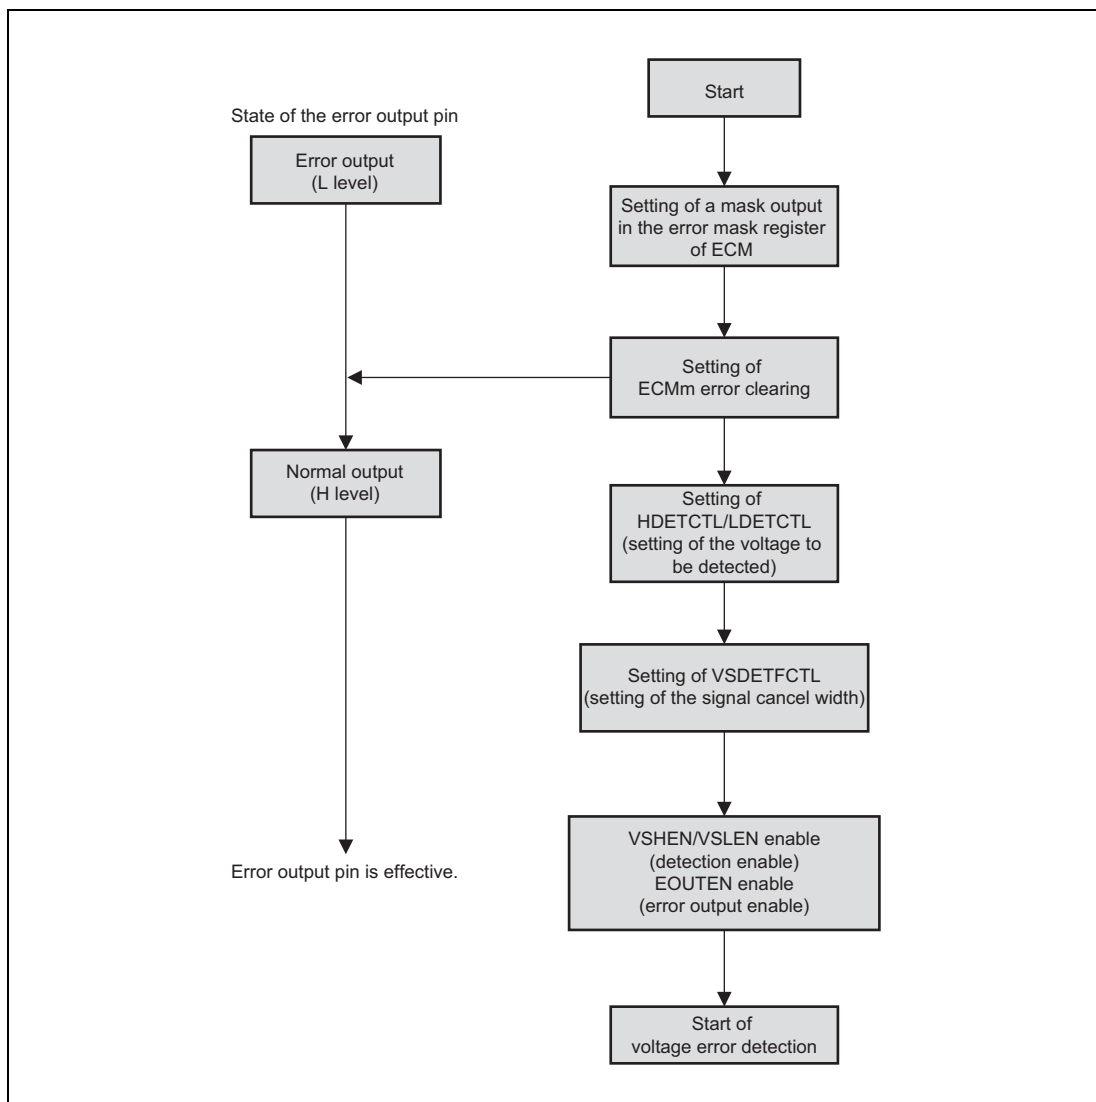 Start
State of the error output pin
Error output
(L level)
Setting of a mask output
in the error mask register
of ECM
Setting of
ECMm error clearing
Normal output
(H level)
Setting of
HDETCTL/LDETCTL
(setting of the voltage to
be detected)
Setting of VSDETFCTL
(setting of the signal cancel width)
VSHEN/VSLEN enable
(detection enable)
EOUTEN enable
(error output enable)
Error output pin is effective.
Start of
voltage error detection